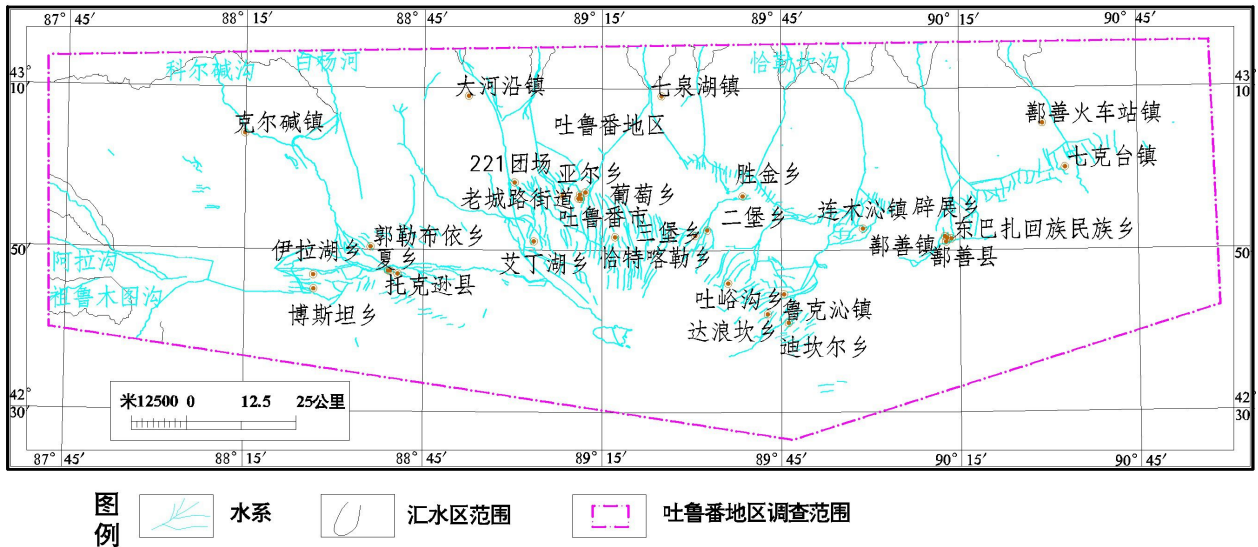 87° 45′
88° 15′
88° 45′
89° 15′
89° 45′
90° 15′
90° 45′
43°
10′
43°
10′
科尔碱沟
白杨河
恰勒坎沟
大河沿镇
七泉湖镇
克尔碱镇
吐鲁番地区
鄯善火车站镇
221团场
亚尔乡
胜金乡
七克台镇
老城路街道
葡萄乡
吐鲁番市
三堡乡
二堡乡
连木沁镇
辟展乡
50′
郭勒布依乡
伊拉湖乡
夏乡
艾丁湖乡
恰特喀勒乡
鄯善镇
东巴扎回族民族乡
鄯善县
50′
阿拉沟
祖鲁木图沟
托克逊县
博斯坦乡
吐峪沟乡
鲁克沁镇
达浪坎乡
迪坎尔乡
42°
30′
米12500 0 12.5 25公里
42°
30′
87° 45′
88° 15′
88° 45′
89° 15′
89° 45′
90° 15′
90° 45′
图例
水系
汇水区范围
吐鲁番地区调查范围